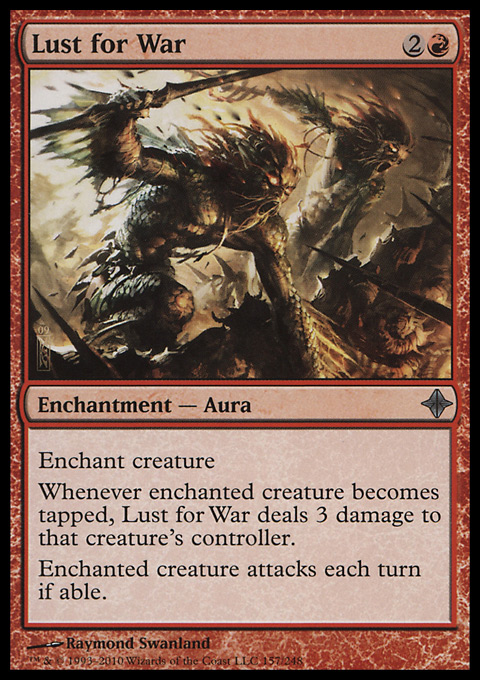 Lust for War 2
Enchantment — Aura
Enchant creature
Whenever enchanted creature becomes
tapped, Lust for War deals 3 damage to
that creature's controller.
Enchanted creature attacks each turn
if able.
Raymond Swanland
™ & © 1993–2010 Wizards of the Coast LLC 157/248